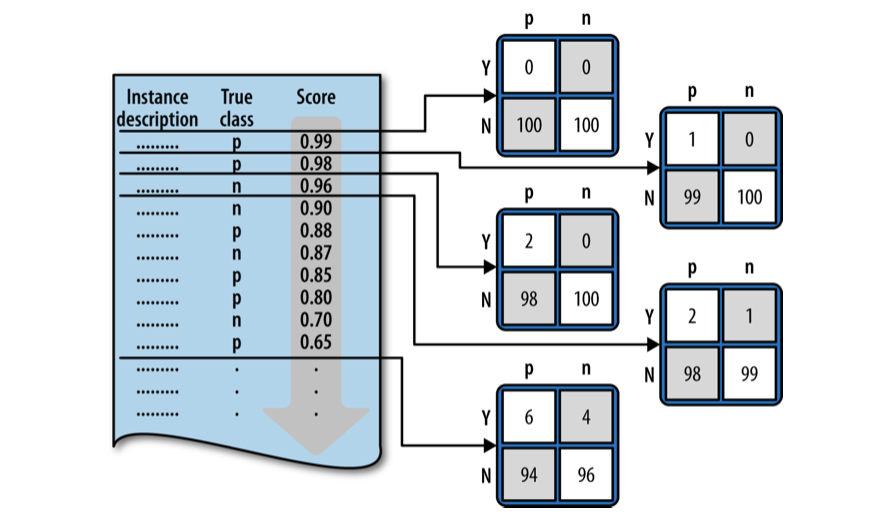 Instance description True class Score
......... p 0.99
......... p 0.98
......... n 0.96
......... n 0.90
......... p 0.88
......... n 0.87
......... p 0.85
......... p 0.80
......... n 0.70
......... p 0.65
......... . .
......... . .
......... . .
p n
Y 0 0
N 100 100
p n
Y 1 0
N 99 100
p n
Y 2 0
N 98 100
p n
Y 2 1
N 98 99
p n
Y 6 4
N 94 96